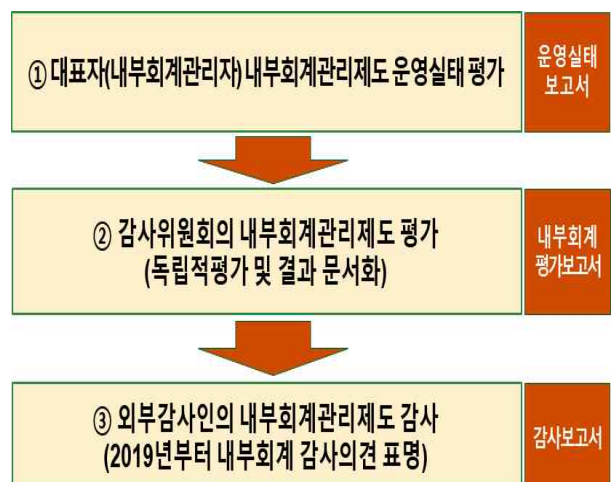 ① 대표자(내부회계관리자) 내부회계관리제도 운영실태 평가
운영실태
보고서
② 감사위원회의 내부회계관리제도 평가
(독립적평가 및 결과 문서화)
내부회계
평가보고서
③ 외부감사인의 내부회계관리제도 감사
(2019년부터 내부회계 감사의견 표명)
감사보고서